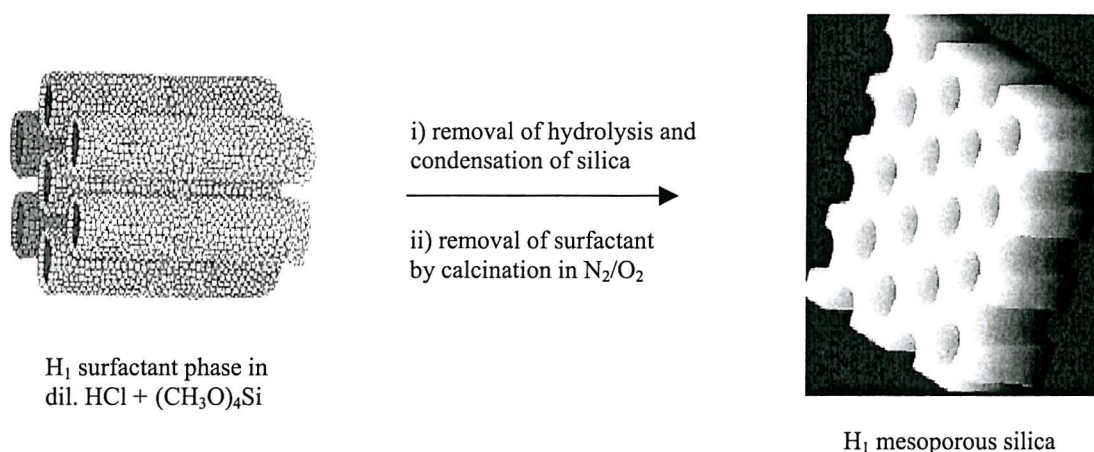 i) removal of hydrolysis and
condensation of silica
ii) removal of surfactant
by calcination in N₂/O₂
H₁ surfactant phase in
dil. HCl + (CH₃O)₄Si
H₁ mesoporous silica